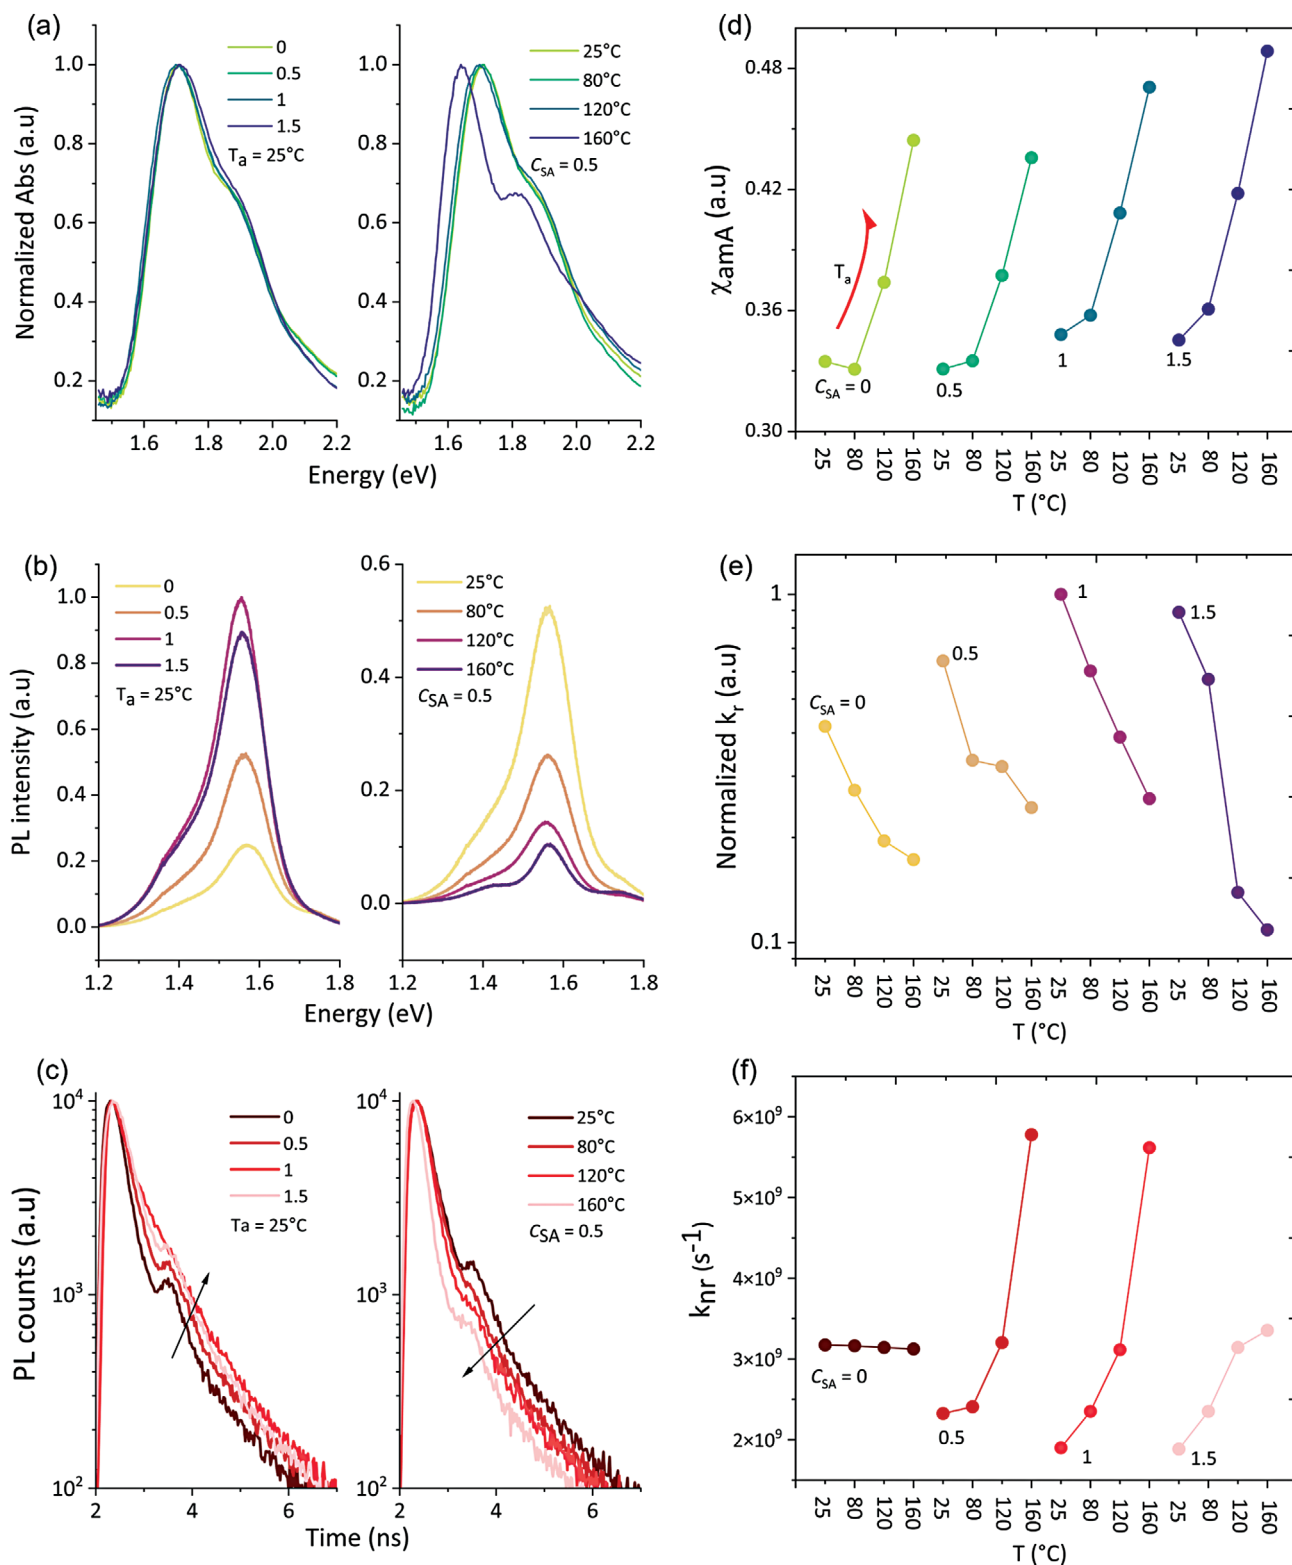 (a)
Normalized Abs (a.u)
1.0
0.8
0.6
0.4
0.2
0
0.5
1
1.5
Ta = 25°C
1.6
1.8
2.0
2.2
25°C
80°C
120°C
160°C
CSA = 0.5
1.6
1.8
2.0
2.2
Energy (eV)
(b)
PL intensity (a.u)
1.0
0.8
0.6
0.4
0.2
0.0
0
0.5
1
1.5
Ta = 25°C
1.2
1.4
1.6
1.8
0.6
0.4
0.2
0.0
25°C
80°C
120°C
160°C
CSA = 0.5
1.2
1.4
1.6
1.8
Energy (eV)
(c)
PL counts (a.u)
10⁴
10³
10²
0
0.5
1
1.5
Ta = 25°C
2
4
6
10⁴
10³
10²
25°C
80°C
120°C
160°C
CSA = 0.5
2
4
6
Time (ns)
(d)
χamA (a.u)
0.48
0.42
0.36
0.30
Ta
CSA = 0
0.5
1
1.5
25 80 120 160 25 80 120 160 25 80 120 160 25 80 120 160
T (°C)
(e)
Normalized kr (a.u)
1
0.1
CSA = 0
0.5
1
1.5
25 80 120 160 25 80 120 160 25 80 120 160 25 80 120 160
T (°C)
(f)
knr (s⁻¹)
6×10⁹
5×10⁹
4×10⁹
3×10⁹
2×10⁹
CSA = 0
0.5
1
1.5
25 80 120 160 25 80 120 160 25 80 120 160 25 80 120 160
T (°C)